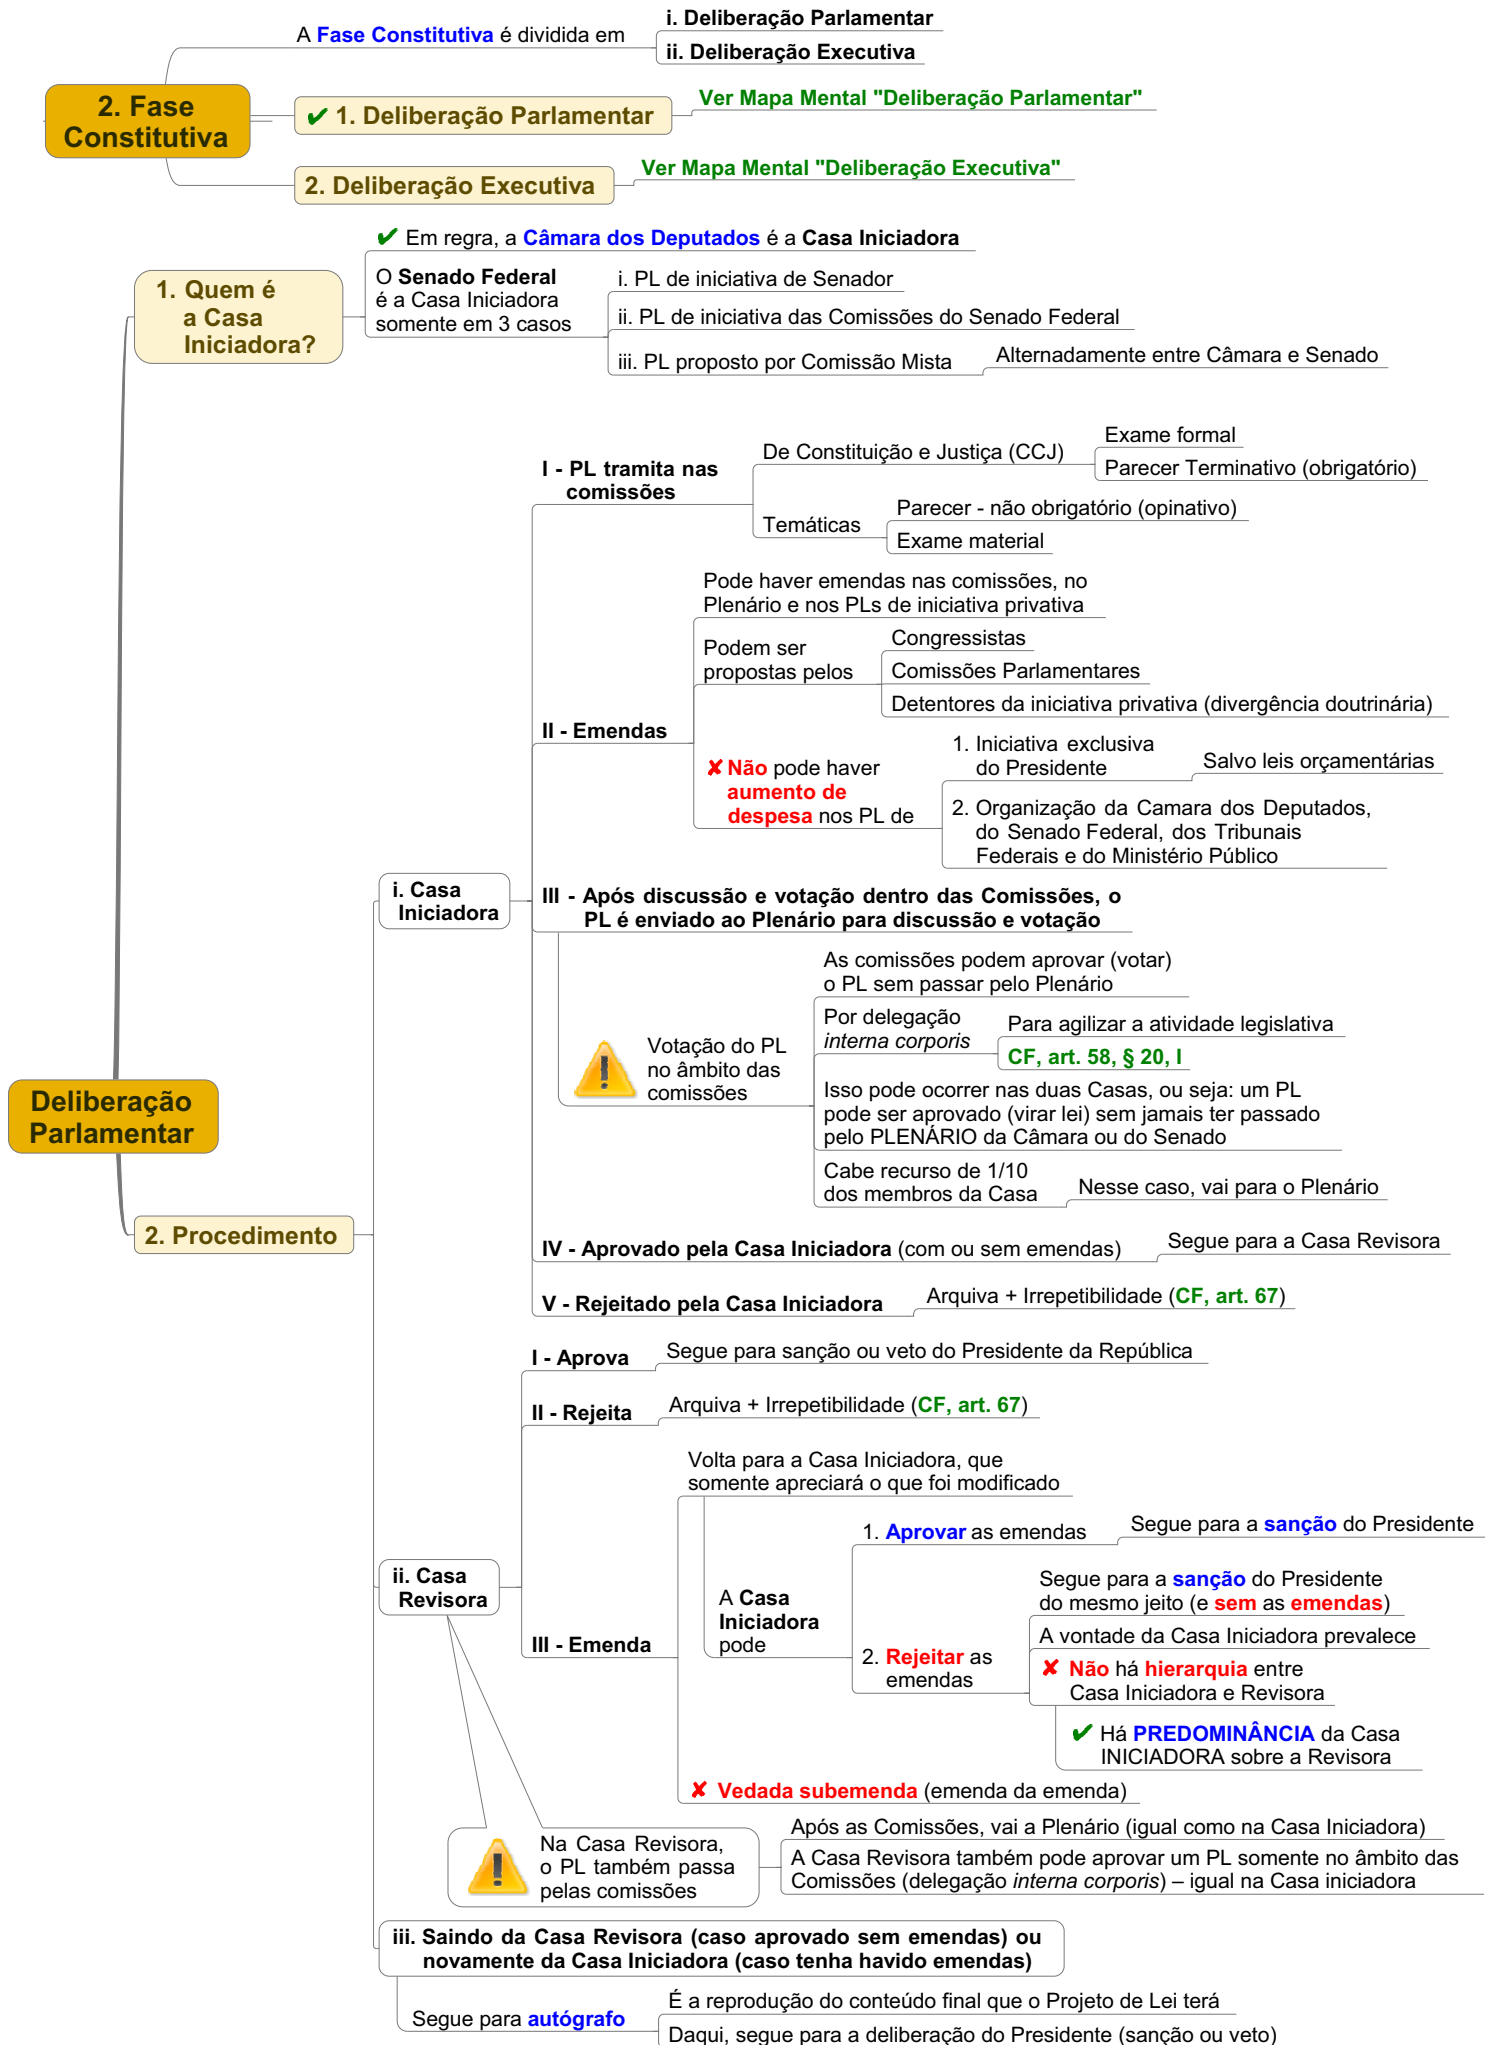 A Fase Constitutiva é dividida em
i. Deliberação Parlamentar
ii. Deliberação Executiva
2. Fase
Constitutiva
✔ 1. Deliberação Parlamentar
Ver Mapa Mental "Deliberação Parlamentar"
2. Deliberação Executiva
Ver Mapa Mental "Deliberação Executiva"
Deliberação
Parlamentar
1. Quem é
a Casa
Iniciadora?
✔ Em regra, a Câmara dos Deputados é a Casa Iniciadora
O Senado Federal
é a Casa Iniciadora
somente em 3 casos
i. PL de iniciativa de Senador
ii. PL de iniciativa das Comissões do Senado Federal
iii. PL proposto por Comissão Mista
Alternadamente entre Câmara e Senado
2. Procedimento
i. Casa
Iniciadora
I - PL tramita nas
comissões
De Constituição e Justiça (CCJ)
Exame formal
Parecer Terminativo (obrigatório)
Temáticas
Parecer - não obrigatório (opinativo)
Exame material
II - Emendas
Pode haver emendas nas comissões, no
Plenário e nos PLs de iniciativa privativa
Podem ser
propostas pelos
Congressistas
Comissões Parlamentares
Detentores da iniciativa privativa (divergência doutrinária)
✘ Não pode haver
aumento de
despesa nos PL de
1. Iniciativa exclusiva
do Presidente
Salvo leis orçamentárias
2. Organização da Camara dos Deputados,
do Senado Federal, dos Tribunais
Federais e do Ministério Público
III - Após discussão e votação dentro das Comissões, o
PL é enviado ao Plenário para discussão e votação
Votação do PL
no âmbito das
comissões
As comissões podem aprovar (votar)
o PL sem passar pelo Plenário
Por delegação
interna corporis
Para agilizar a atividade legislativa
CF, art. 58, § 20, I
Isso pode ocorrer nas duas Casas, ou seja: um PL
pode ser aprovado (virar lei) sem jamais ter passado
pelo PLENÁRIO da Câmara ou do Senado
Cabe recurso de 1/10
dos membros da Casa
Nesse caso, vai para o Plenário
IV - Aprovado pela Casa Iniciadora (com ou sem emendas)
Segue para a Casa Revisora
V - Rejeitado pela Casa Iniciadora
Arquiva + Irrepetibilidade (CF, art. 67)
ii. Casa
Revisora
I - Aprova
Segue para sanção ou veto do Presidente da República
II - Rejeita
Arquiva + Irrepetibilidade (CF, art. 67)
III - Emenda
Volta para a Casa Iniciadora, que
somente apreciará o que foi modificado
A Casa
Iniciadora
pode
1. Aprovar as emendas
Segue para a sanção do Presidente
2. Rejeitar as
emendas
Segue para a sanção do Presidente
do mesmo jeito (e sem as emendas)
A vontade da Casa Iniciadora prevalece
✘ Não há hierarquia entre
Casa Iniciadora e Revisora
✔ Há PREDOMINÂNCIA da Casa
INICIADORA sobre a Revisora
✘ Vedada subemenda (emenda da emenda)
Na Casa Revisora,
o PL também passa
pelas comissões
Após as Comissões, vai a Plenário (igual como na Casa Iniciadora)
A Casa Revisora também pode aprovar um PL somente no âmbito das
Comissões (delegação interna corporis) – igual na Casa iniciadora
iii. Saindo da Casa Revisora (caso aprovado sem emendas) ou
novamente da Casa Iniciadora (caso tenha havido emendas)
Segue para autógrafo
É a reprodução do conteúdo final que o Projeto de Lei terá
Daqui, segue para a deliberação do Presidente (sanção ou veto)